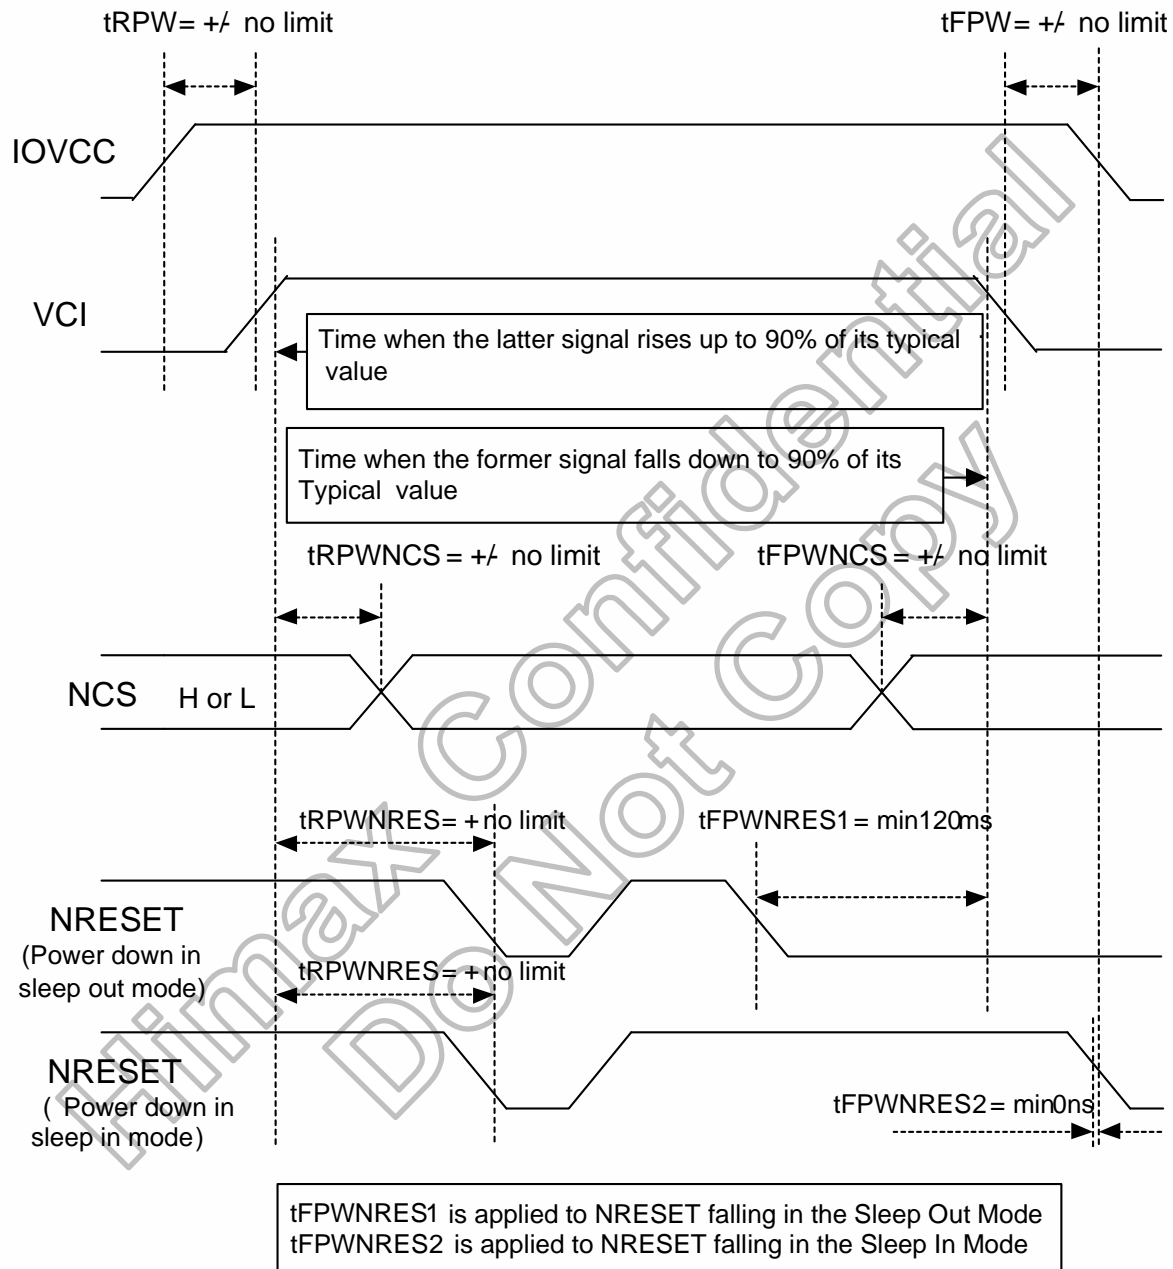 tRPW= +/- no limit
tFPW= +/- no limit
IOVCC
VCI
Time when the latter signal rises up to 90% of its typical
value
Time when the former signal falls down to 90% of its
Typical value
tRPWNCS = +/- no limit
tFPWNCS = +/- no limit
NCS
H or L
tRPWNRES= + no limit
tFPWNRES1 = min120ms
NRESET
(Power down in
sleep out mode)
tRPWNRES= + no limit
NRESET
( Power down in
sleep in mode)
tFPWNRES2 = min0ns
tFPWNRES1 is applied to NRESET falling in the Sleep Out Mode
tFPWNRES2 is applied to NRESET falling in the Sleep In Mode
Himax Confidential
Do Not Copy